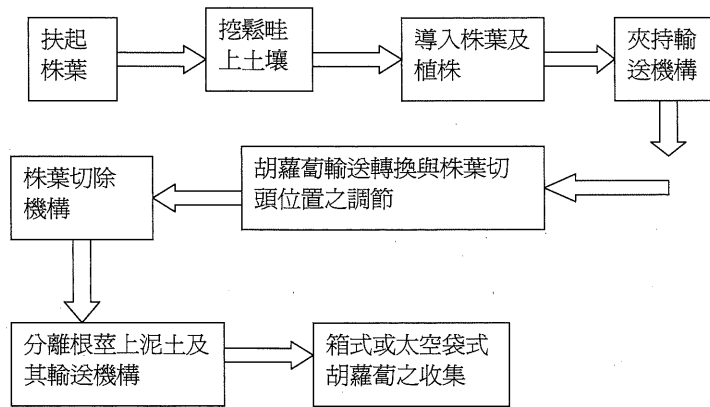 扶起
株葉
挖鬆畦
上土壤
導入株葉及
植株
夾持輸
送機構
胡蘿蔔輸送轉換與株葉切
頭位置之調節
株葉切除
機構
分離根莖上泥土及
其輸送機構
箱式或太空袋式
胡蘿蔔之收集